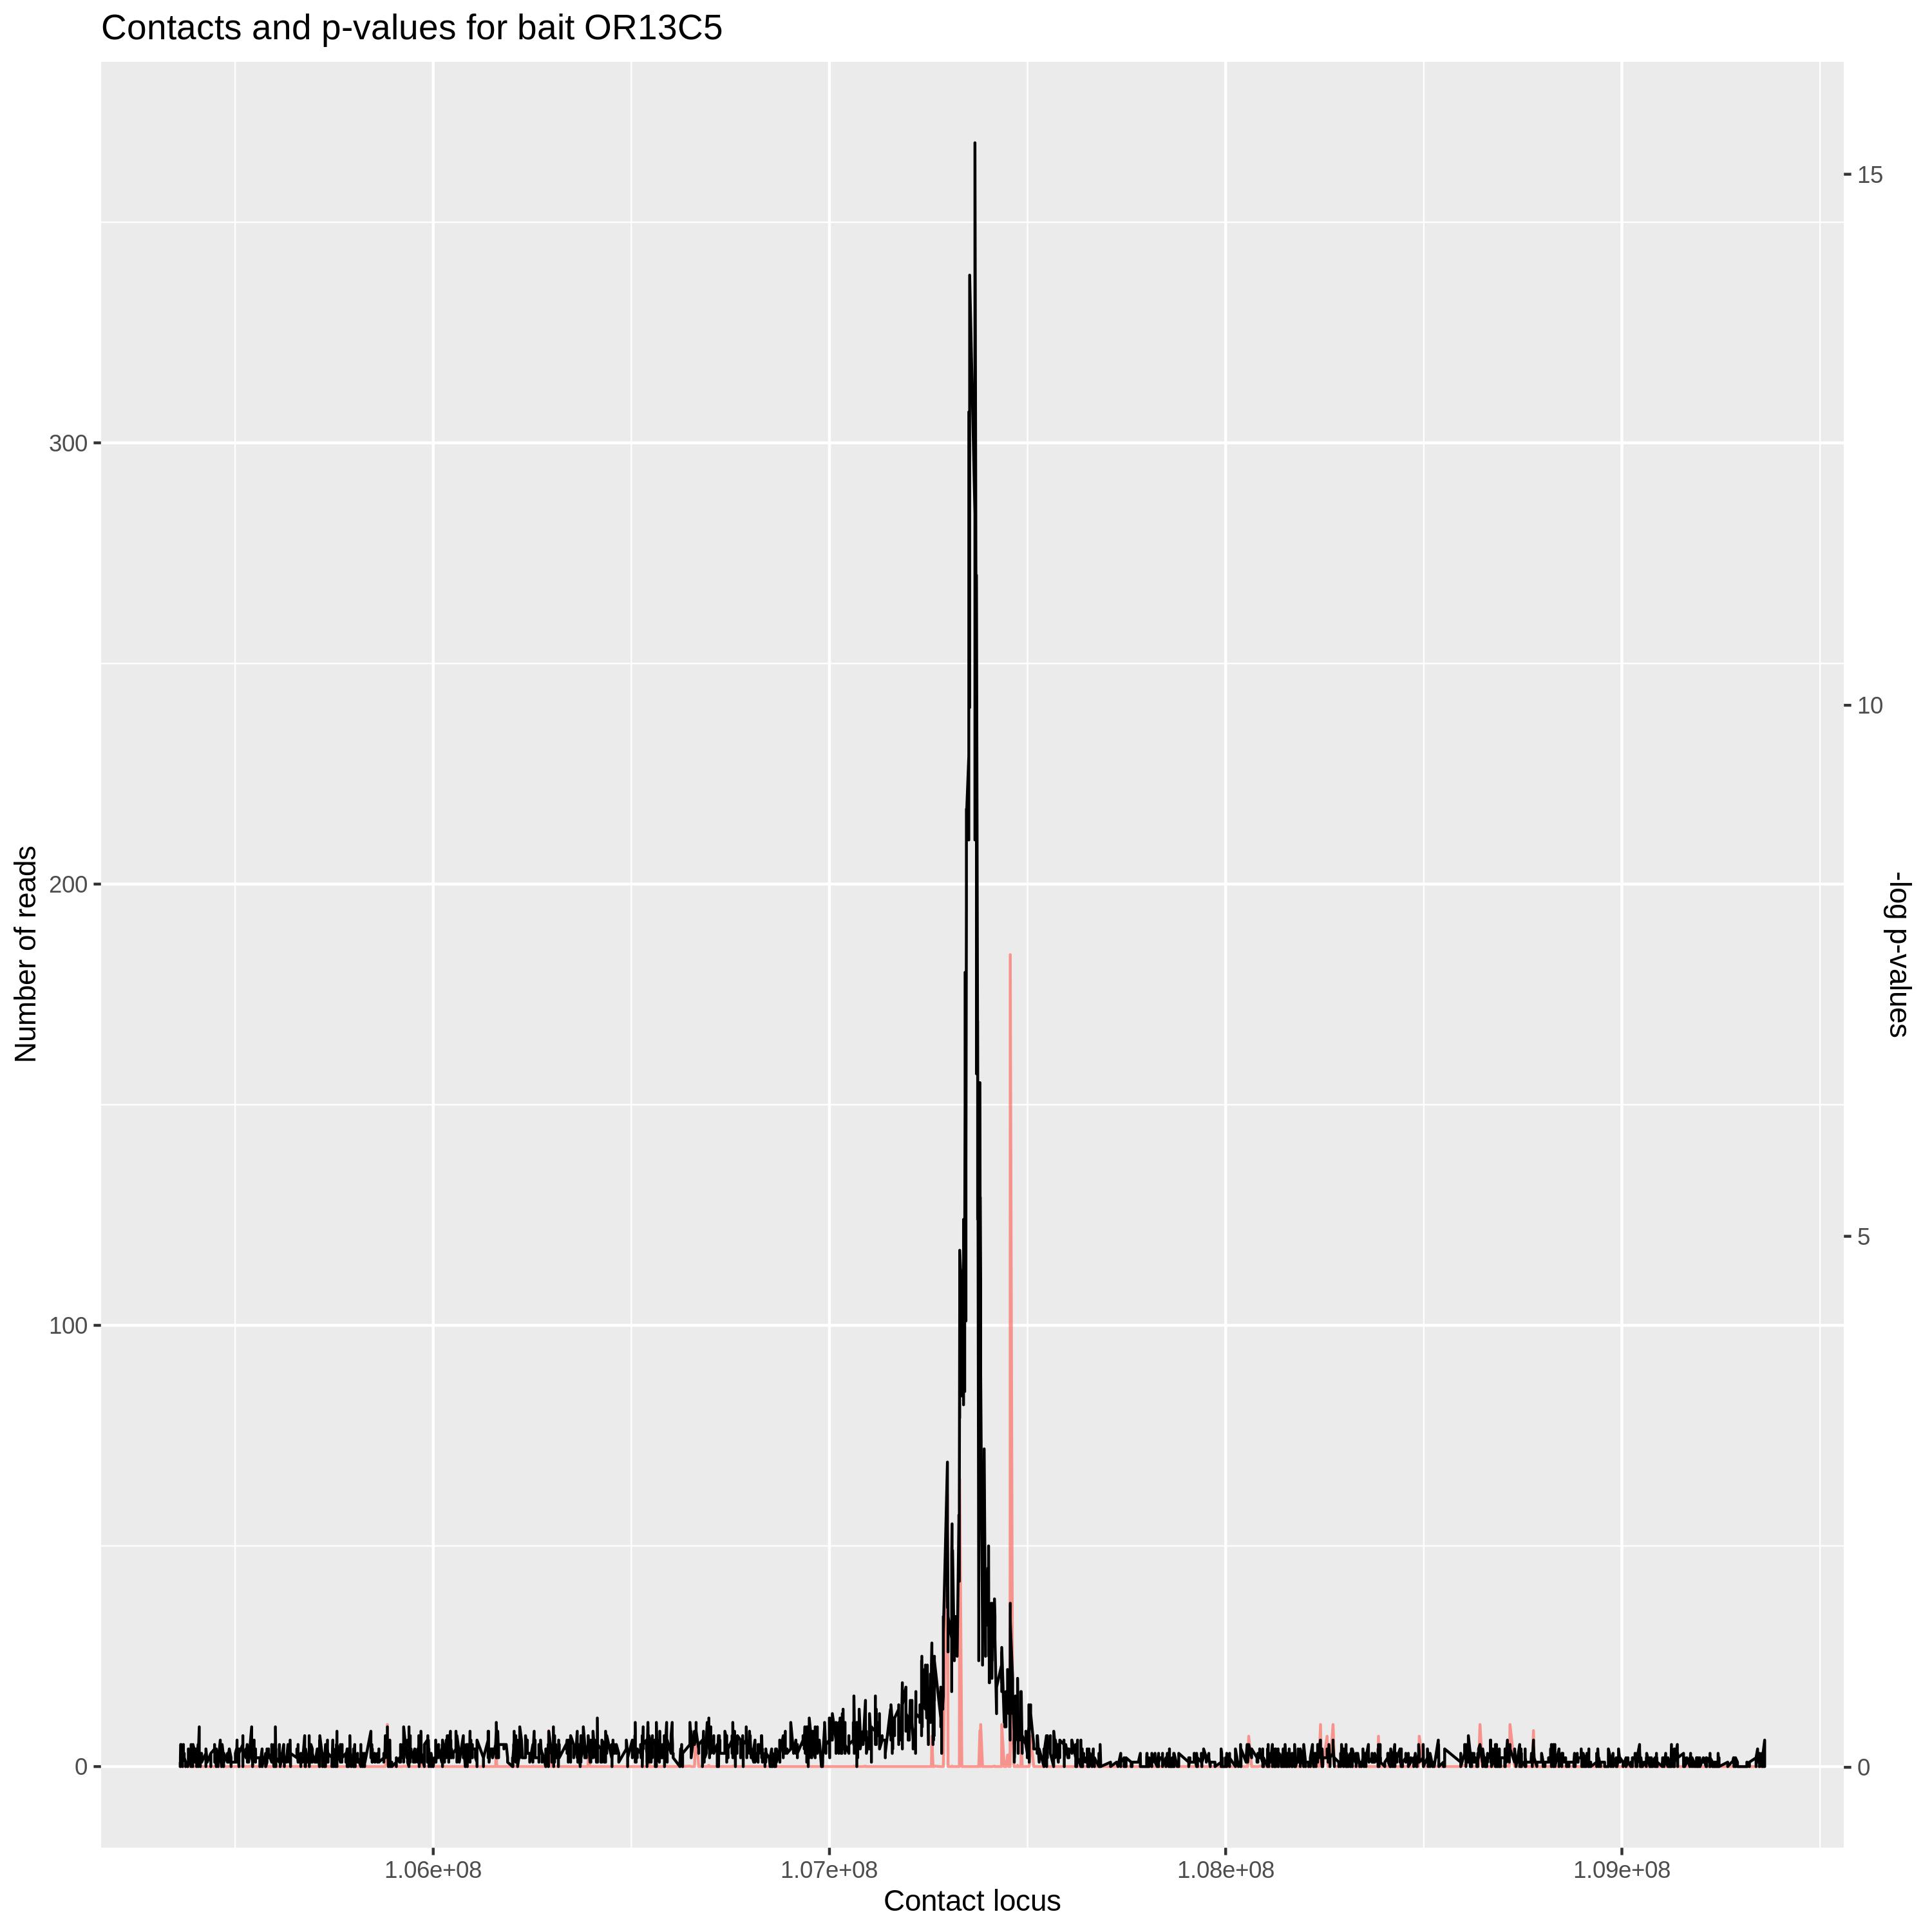 Contacts and p-values for bait OR13C5
Number of reads
300
200
100
0
15
10
5
0
-log p-values
1.06e+08
1.07e+08
1.08e+08
1.09e+08
Contact locus